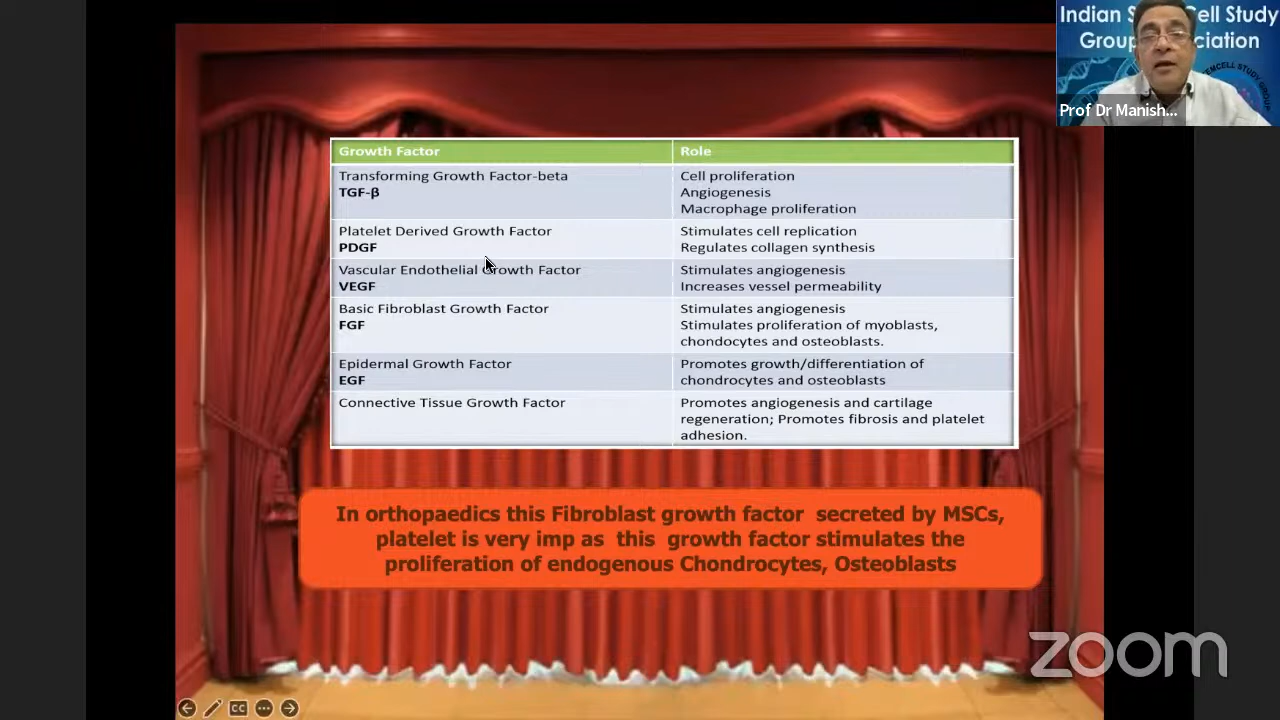 Indian S Cell Study
Group ciation
STEMCELL STUDY GROUP
Prof Dr Manish...
Growth Factor Role
Transforming Growth Factor-beta
TGF-β
Cell proliferation
Angiogenesis
Macrophage proliferation
Platelet Derived Growth Factor
PDGF
Stimulates cell replication
Regulates collagen synthesis
Vascular Endothelial Growth Factor
VEGF
Stimulates angiogenesis
Increases vessel permeability
Basic Fibroblast Growth Factor
FGF
Stimulates angiogenesis
Stimulates proliferation of myoblasts,
chondocytes and osteoblasts.
Epidermal Growth Factor
EGF
Promotes growth/differentiation of
chondrocytes and osteoblasts
Connective Tissue Growth Factor
Promotes angiogenesis and cartilage
regeneration; Promotes fibrosis and platelet
adhesion.
In orthopaedics this Fibroblast growth factor secreted by MSCs,
platelet is very imp as this growth factor stimulates the
proliferation of endogenous Chondrocytes, Osteoblasts
zoom
CC